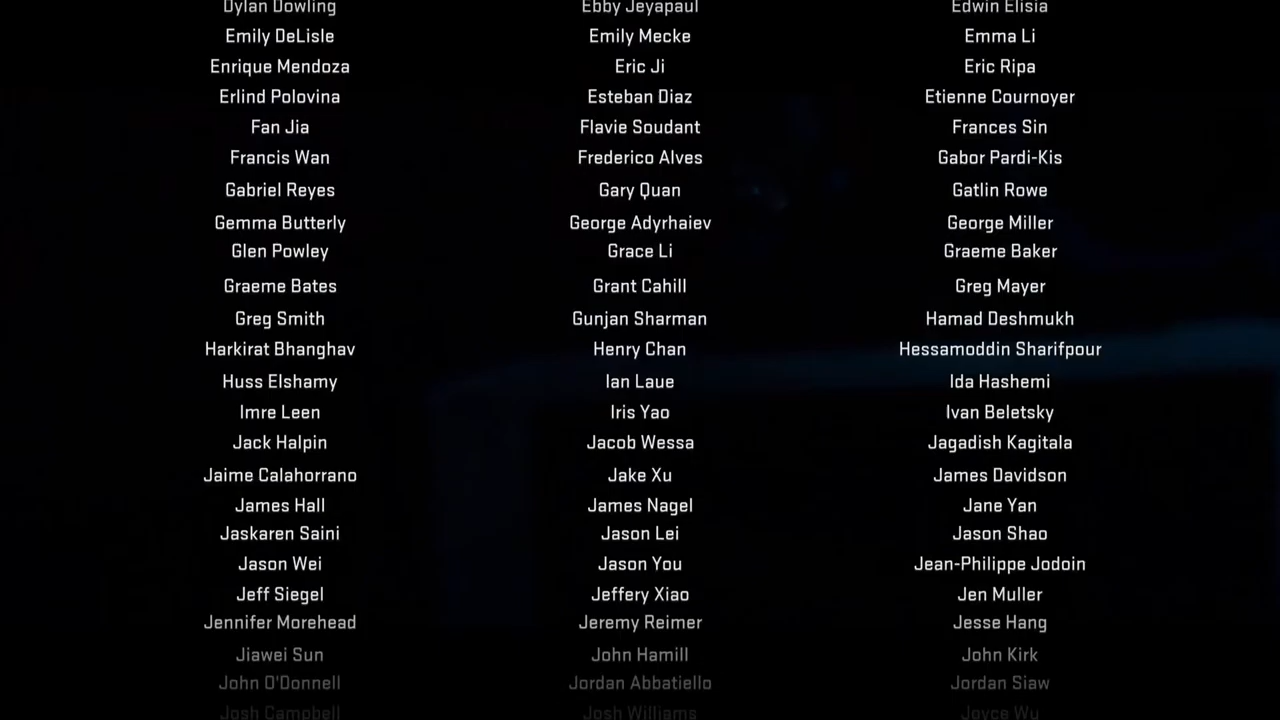 Dylan Dowling Ebby Jeyapaul Edwin Elisia
Emily DeLisle Emily Mecke Emma Li
Enrique Mendoza Eric Ji Eric Ripa
Erlind Polovina Esteban Diaz Etienne Cournoyer
Fan Jia Flavie Soudant Frances Sin
Francis Wan Frederico Alves Gabor Pardi-Kis
Gabriel Reyes Gary Quan Gatlin Rowe
Gemma Butterly George Adyrhaiev George Miller
Glen Powley Grace Li Graeme Baker
Graeme Bates Grant Cahill Greg Mayer
Greg Smith Gunjan Sharman Hamad Deshmukh
Harkirat Bhanghav Henry Chan Hessamoddin Sharifpour
Huss Elshamy Ian Laue Ida Hashemi
Imre Leen Iris Yao Ivan Beletsky
Jack Halpin Jacob Wessa Jagadish Kagitala
Jaime Calahorrano Jake Xu James Davidson
James Hall James Nagel Jane Yan
Jaskaren Saini Jason Lei Jason Shao
Jason Wei Jason You Jean-Philippe Jodoin
Jeff Siegel Jeffery Xiao Jen Muller
Jennifer Morehead Jeremy Reimer Jesse Hang
Jiawei Sun John Hamill John Kirk
John O'Donnell Jordan Abbatiello Jordan Siaw
Josh Campbell Josh Williams Joyce Wu